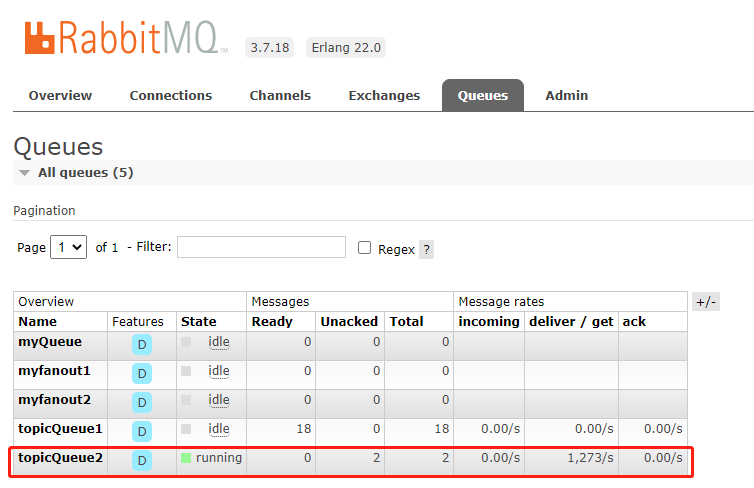 RabbitMQ TM 3.7.18 Erlang 22.0
Overview Connections Channels Exchanges Queues Admin
Queues
All queues (5)
Pagination
Page 1 of 1 - Filter: Regex ?
Overview Messages Message rates +/-
Name Features State Ready Unacked Total incoming deliver / get ack
myQueue D idle 0 0 0
myfanout1 D idle 0 0 0
myfanout2 D idle 0 0 0
topicQueue1 D idle 18 0 18 0.00/s 0.00/s 0.00/s
topicQueue2 D running 0 2 2 0.00/s 1,273/s 0.00/s